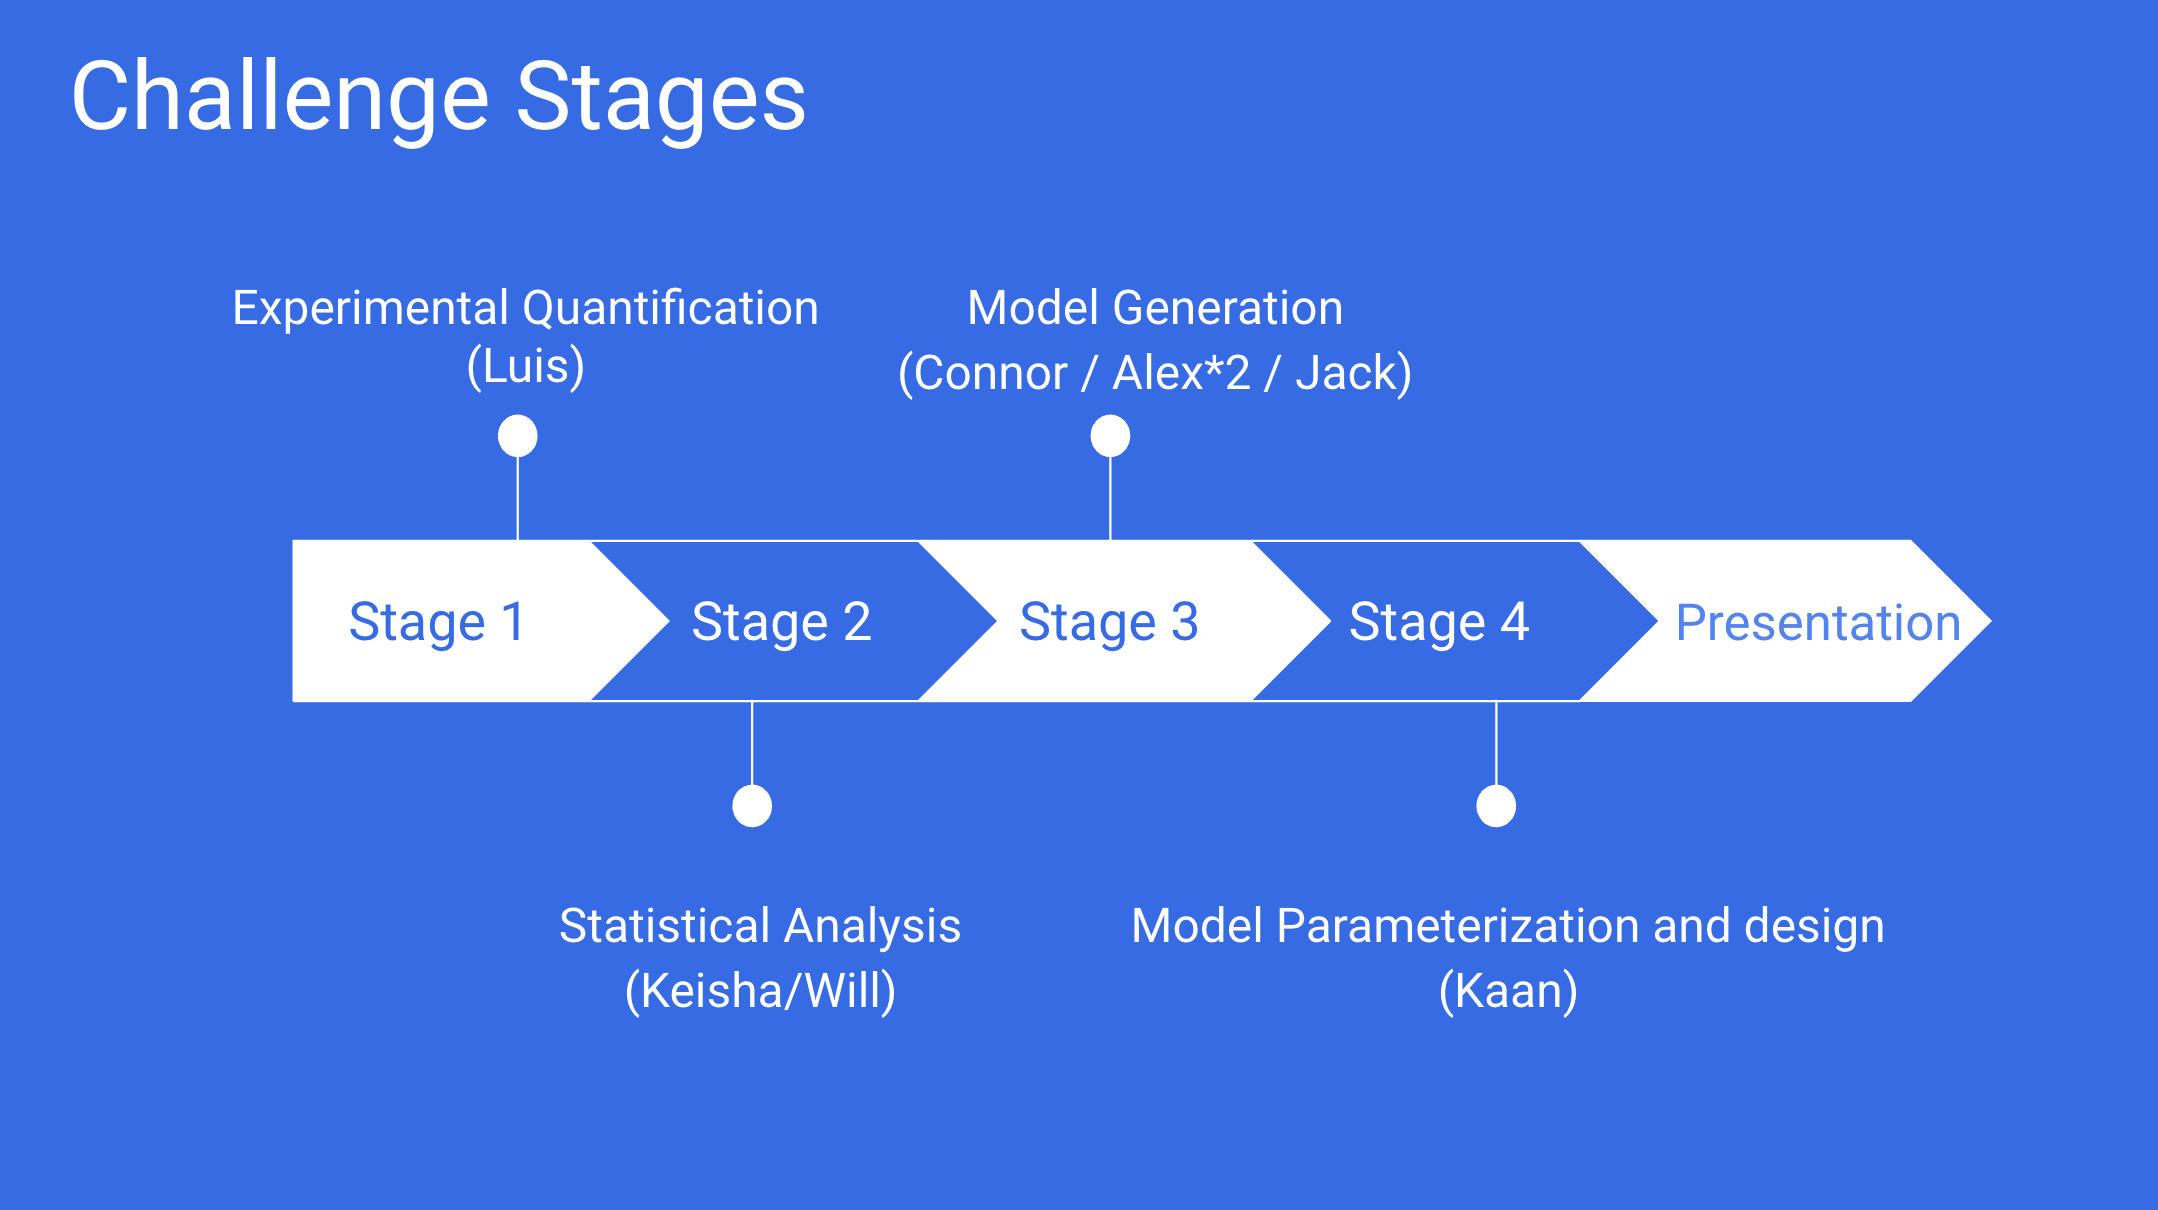 Challenge Stages
Experimental Quantification
(Luis)
Model Generation
(Connor / Alex*2 / Jack)
Stage 1
Stage 2
Stage 3
Stage 4
Presentation
Statistical Analysis
(Keisha/Will)
Model Parameterization and design
(Kaan)